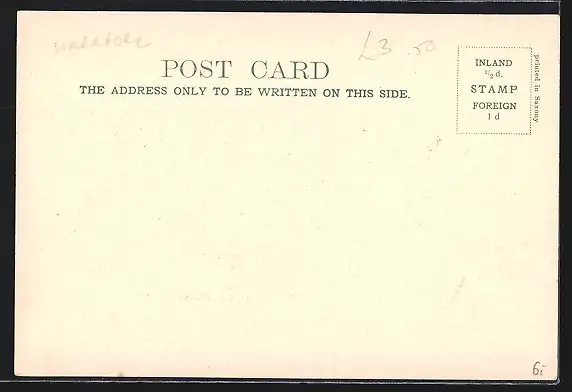 £3.50
POST CARD
THE ADDRESS ONLY TO BE WRITTEN ON THIS SIDE.
INLAND
½ d.
STAMP
FOREIGN
1 d
printed in Saxony
6,-